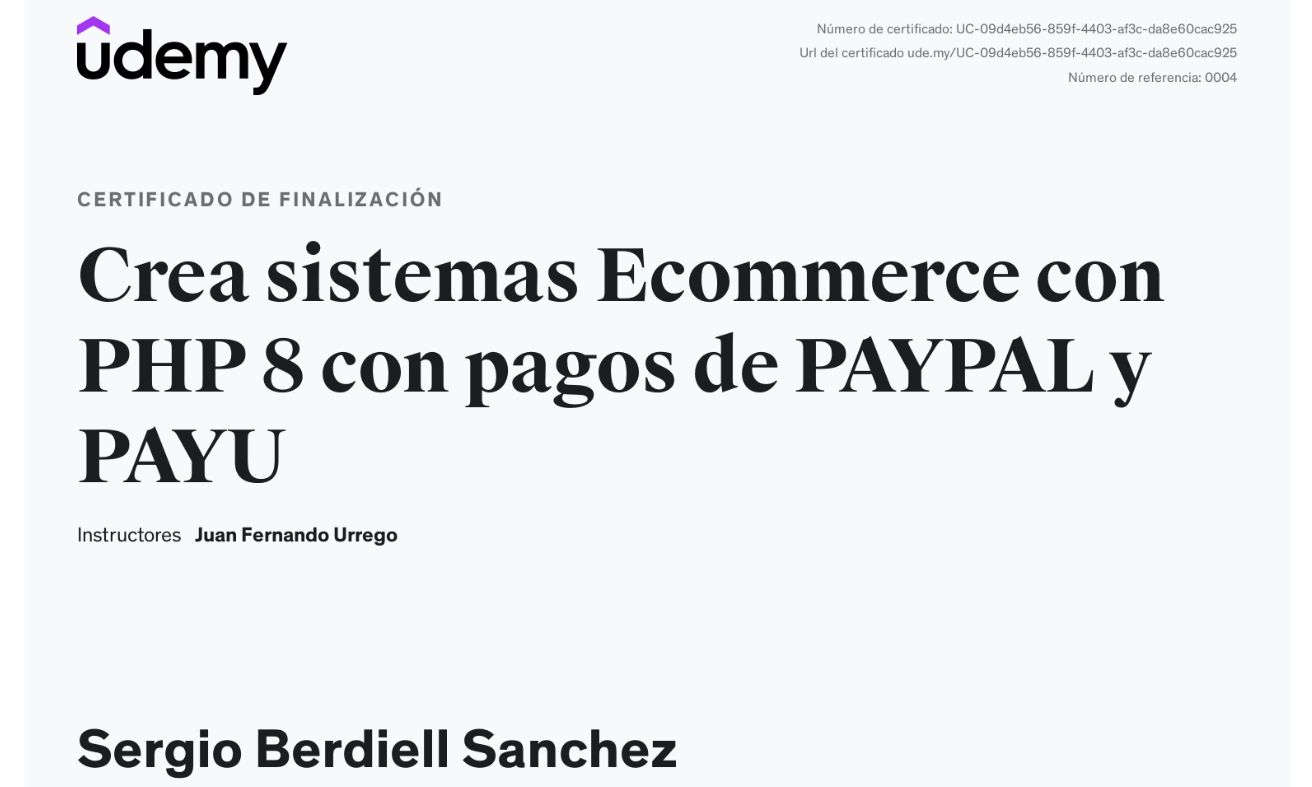 udemy
Número de certificado: UC-09d4eb56-859f-4403-af3c-da8e60cac925
Url del certificado ude.my/UC-09d4eb56-859f-4403-af3c-da8e60cac925
Número de referencia: 0004
CERTIFICADO DE FINALIZACIÓN
Crea sistemas Ecommerce con
PHP 8 con pagos de PAYPAL y
PAYU
Instructores Juan Fernando Urrego
Sergio Berdiell Sanchez